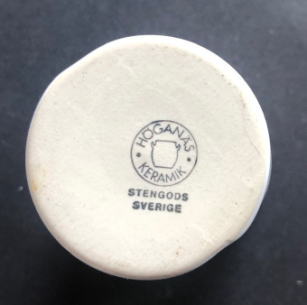 HÖGANÄS
KERAMIK
STENGODS
SVERIGE